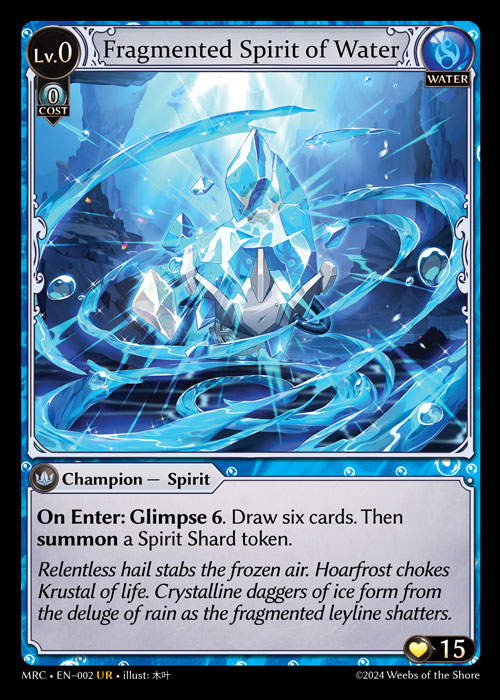 Lv.0
Fragmented Spirit of Water
WATER
0
COST
Champion — Spirit
On Enter: Glimpse 6. Draw six cards. Then
summon a Spirit Shard token.
Relentless hail stabs the frozen air. Hoarfrost chokes
Krustal of life. Crystalline daggers of ice form from
the deluge of rain as the fragmented leyline shatters.
15
MRC • EN-002 UR • illust: 木叶
©2024 Weebs of the Shore